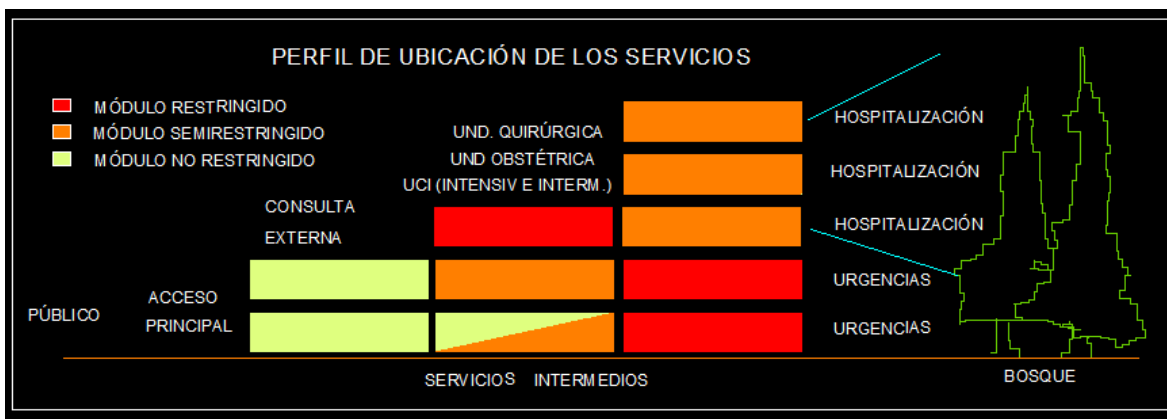 PERFIL DE UBICACIÓN DE LOS SERVICIOS
MÓDULO RESTRINGIDO
MÓDULO SEMIRESTRINGIDO
MÓDULO NO RESTRINGIDO
UND. QUIRÚRGICA
UND OBSTÉTRICA
UCI (INTENSIV E INTERM.)
CONSULTA
EXTERNA
HOSPITALIZACIÓN
HOSPITALIZACIÓN
HOSPITALIZACIÓN
URGENCIAS
URGENCIAS
PÚBLICO
ACCESO
PRINCIPAL
SERVICIOS INTERMEDIOS
BOSQUE